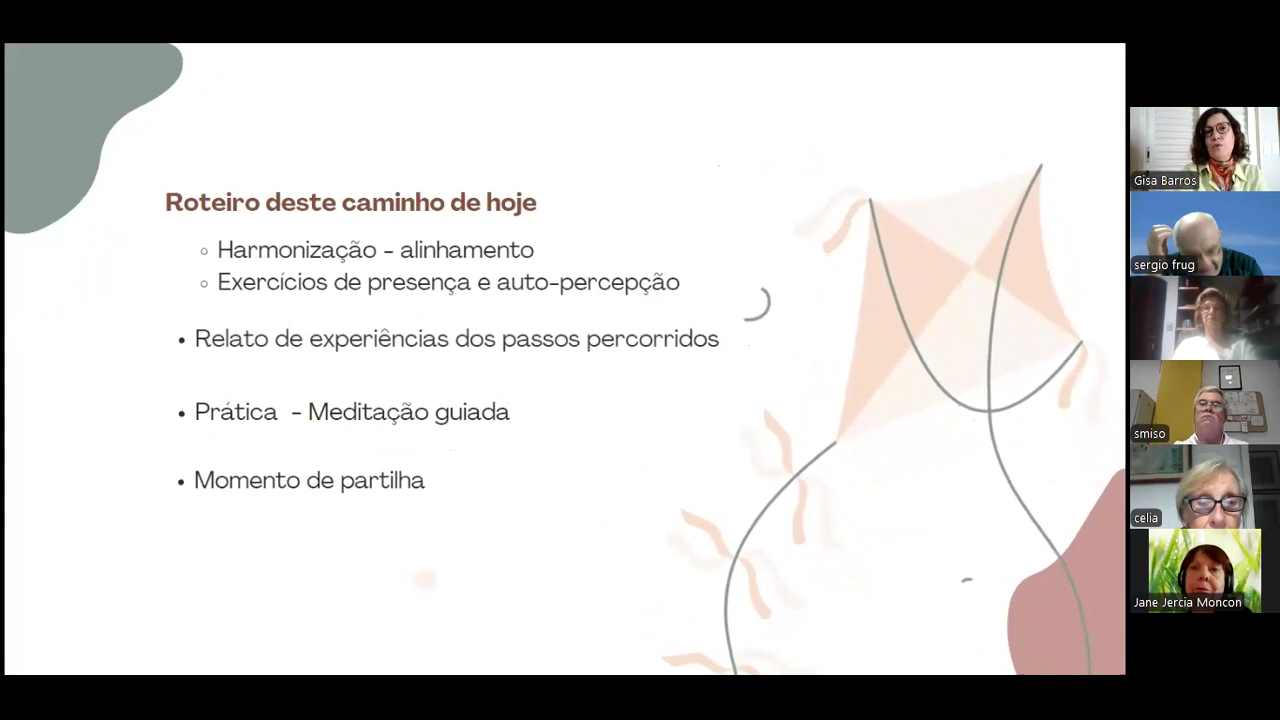 Roteiro deste caminho de hoje
Harmonização - alinhamento
Exercícios de presença e auto-percepção
Relato de experiências dos passos percorridos
Prática - Meditação guiada
Momento de partilha
Gisa Barros
sergio frug
smiso
celia
Jane Jercia Moncon